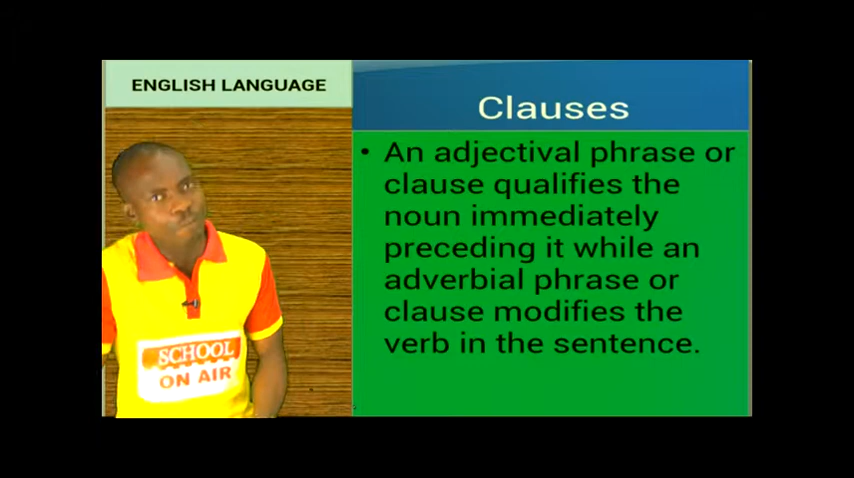 ENGLISH LANGUAGE
Clauses
• An adjectival phrase or
clause qualifies the
noun immediately
preceding it while an
adverbial phrase or
clause modifies the
verb in the sentence.
SCHOOL
ON AIR